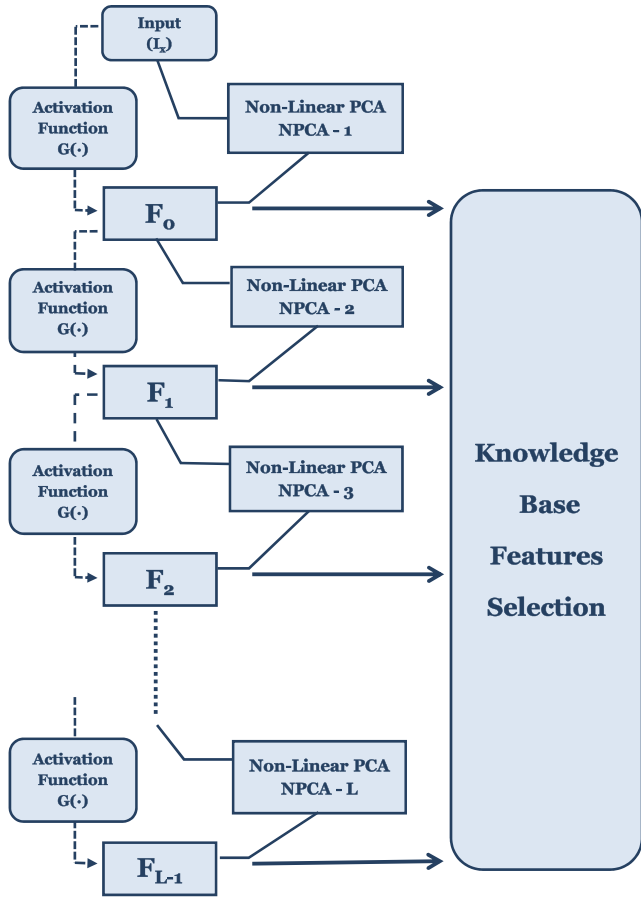 Input
(Iₓ)
Activation
Function
G(·)
Non-Linear PCA
NPCA - 1
F₀
Activation
Function
G(·)
Non-Linear PCA
NPCA - 2
F₁
Activation
Function
G(·)
Non-Linear PCA
NPCA - 3
F₂
Knowledge
Base
Features
Selection
Activation
Function
G(·)
Non-Linear PCA
NPCA - L
F_L-1